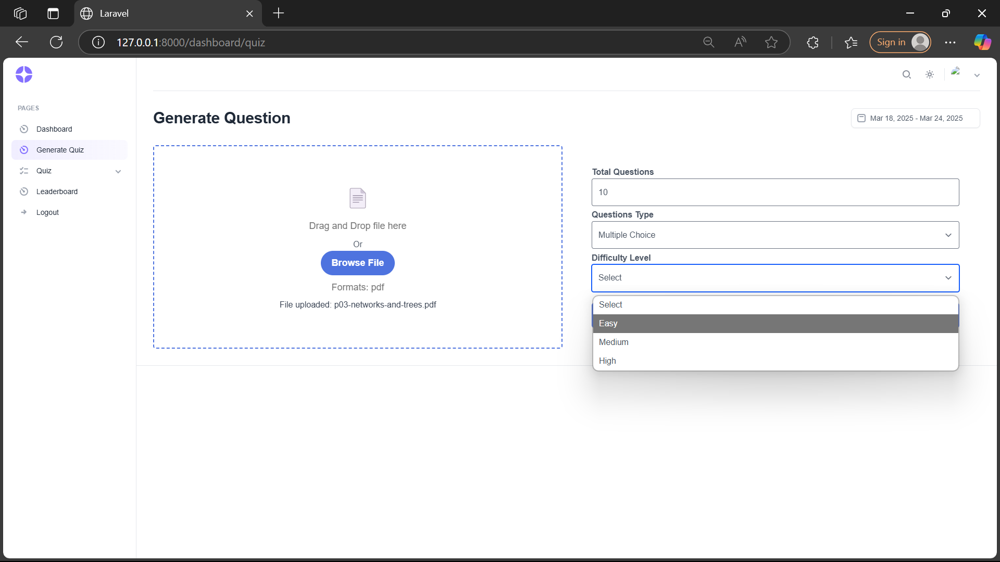 Laravel
127.0.0.1:8000/dashboard/quiz
Sign in
PAGES
Dashboard
Generate Quiz
Quiz
Leaderboard
Logout
Generate Question
Mar 18, 2025 - Mar 24, 2025
Drag and Drop file here
Or
Browse File
Formats: pdf
File uploaded: p03-networks-and-trees.pdf
Total Questions
10
Questions Type
Multiple Choice
Difficulty Level
Select
Select
Easy
Medium
High